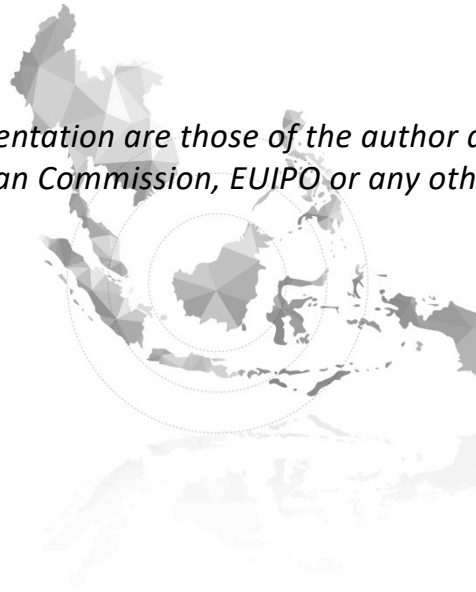 entation are those of the author a
an Commission, EUIPO or any oth